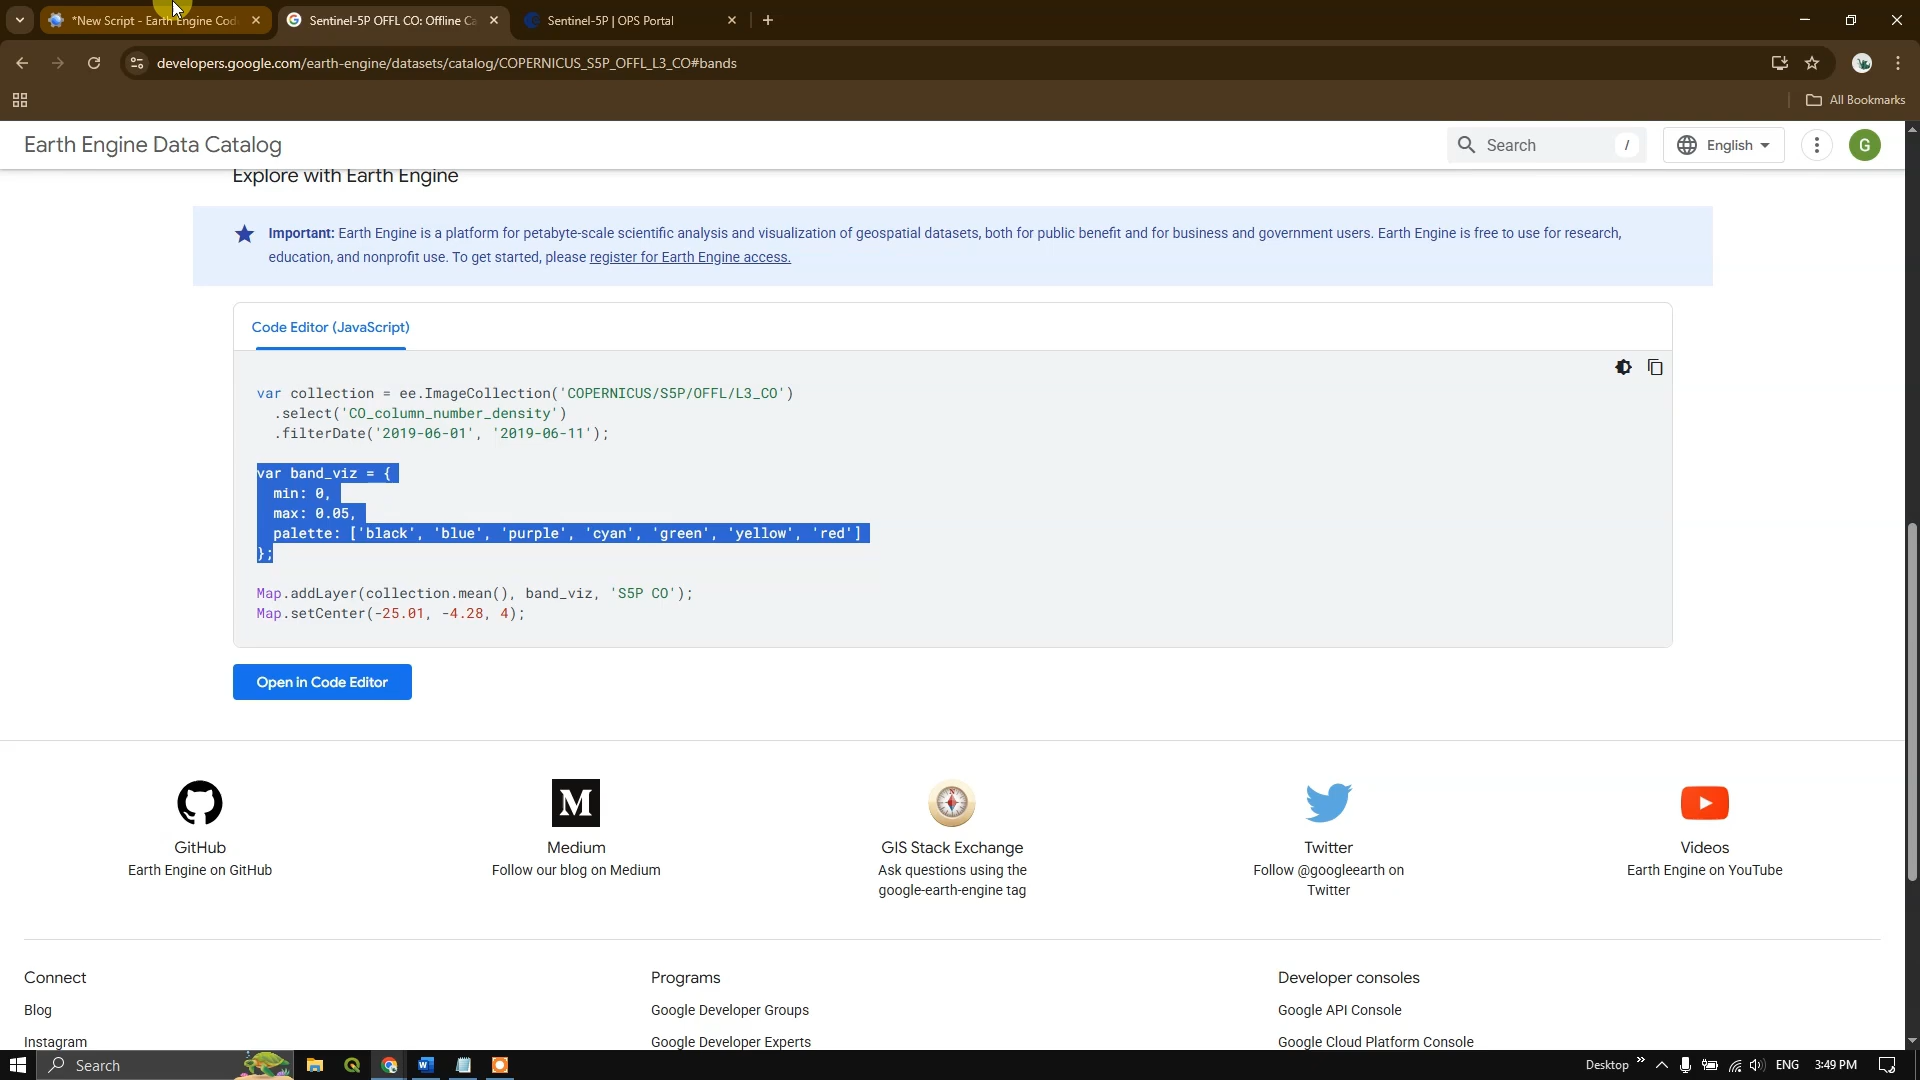 *New Script - Earth Engine Cod
Sentinel-5P OFFL CO: Offline Ca
Sentinel-5P | OPS Portal
developers.google.com/earth-engine/datasets/catalog/COPERNICUS_S5P_OFFL_L3_CO#bands
All Bookmarks
Earth Engine Data Catalog
Search
/
English
G
Explore with Earth Engine
Important: Earth Engine is a platform for petabyte-scale scientific analysis and visualization of geospatial datasets, both for public benefit and for business and government users. Earth Engine is free to use for research,
education, and nonprofit use. To get started, please register for Earth Engine access.
Code Editor (JavaScript)
var collection = ee.ImageCollection('COPERNICUS/S5P/OFFL/L3_CO')
.select('CO_column_number_density')
.filterDate('2019-06-01', '2019-06-11');
var band_viz = {
min: 0,
max: 0.05,
palette: ['black', 'blue', 'purple', 'cyan', 'green', 'yellow', 'red']
};
Map.addLayer(collection.mean(), band_viz, 'S5P CO');
Map.setCenter(-25.01, -4.28, 4);
Open in Code Editor
GitHub
Earth Engine on GitHub
Medium
Follow our blog on Medium
GIS Stack Exchange
Ask questions using the
google-earth-engine tag
Twitter
Follow @googleearth on
Twitter
Videos
Earth Engine on YouTube
Connect
Blog
Instagram
Programs
Google Developer Groups
Google Developer Experts
Developer consoles
Google API Console
Google Cloud Platform Console
Search
Desktop
ENG
3:49 PM